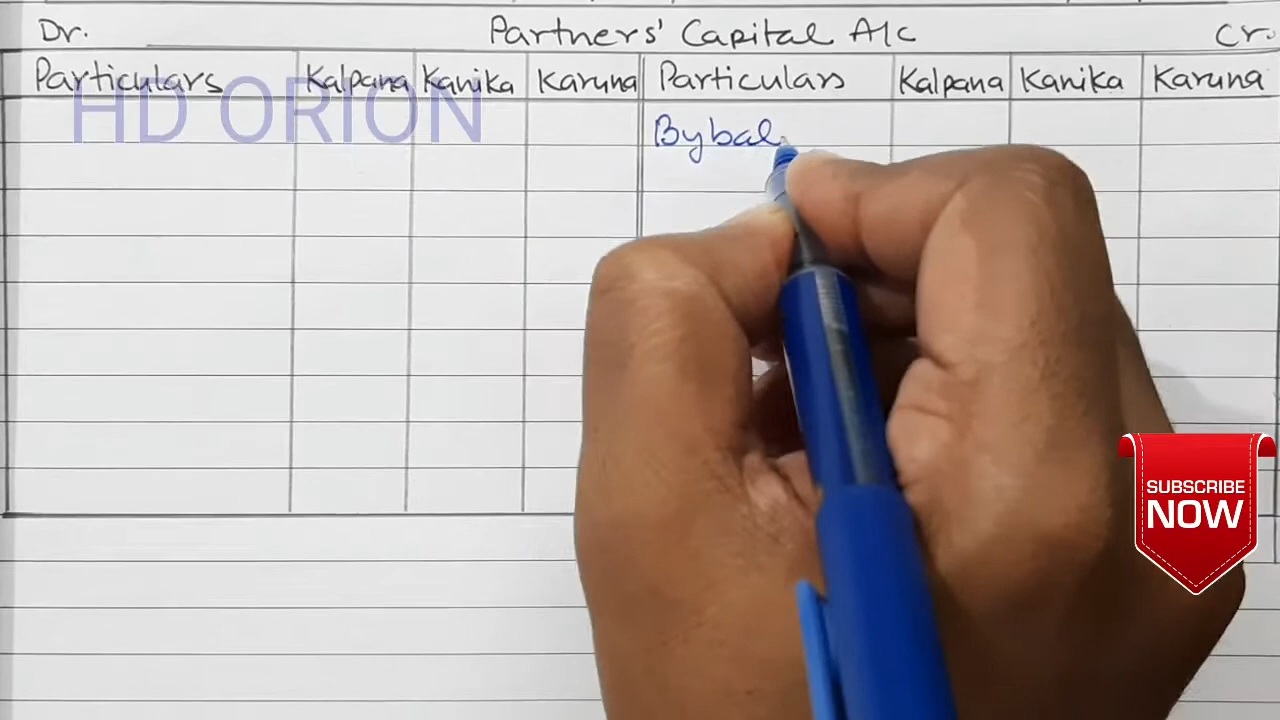 Dr. Partners' Capital A/c Cr.
Particulars Kalpana Kanika Karuna Particulars Kalpana Kanika Karuna
HD ORION
By bal
SUBSCRIBE
NOW